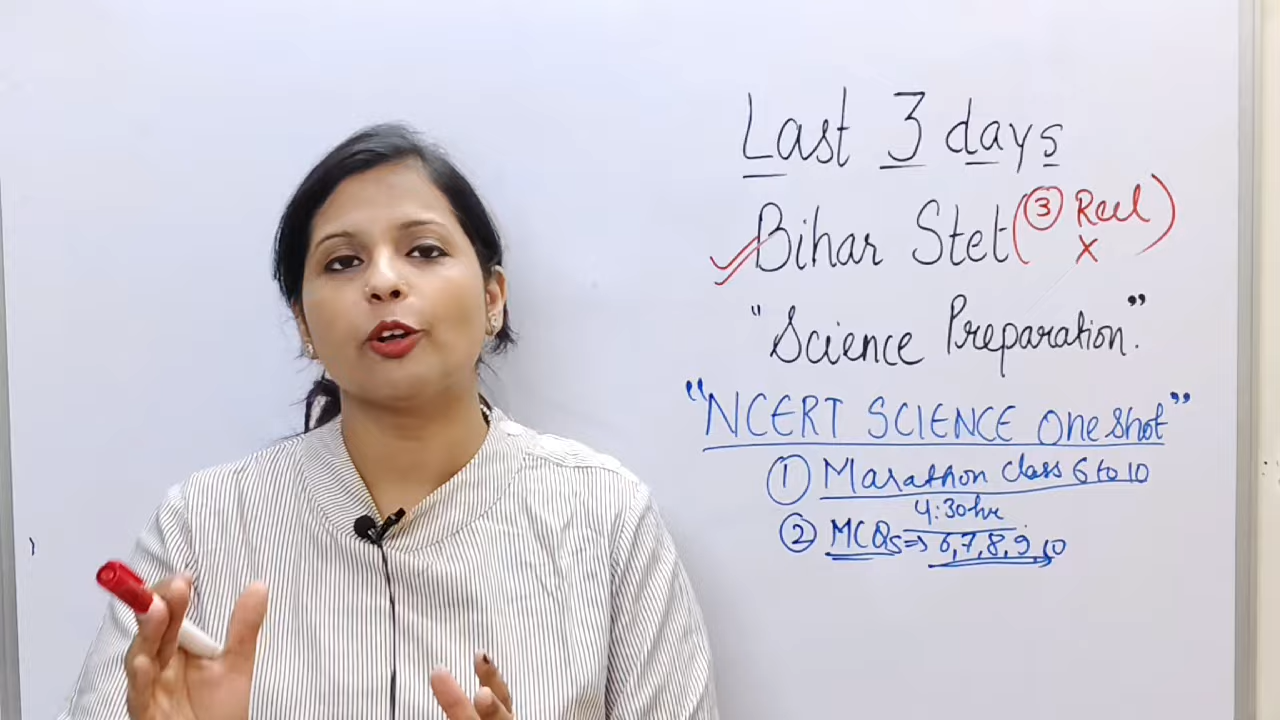 Last 3 days
Bihar Stet (③ Reel)
X
"Science Preparation."
"NCERT SCIENCE One Shot"
① Marathon class 6 to 10
4:30 hr
② MCQs ⇒ 6,7,8,9,10